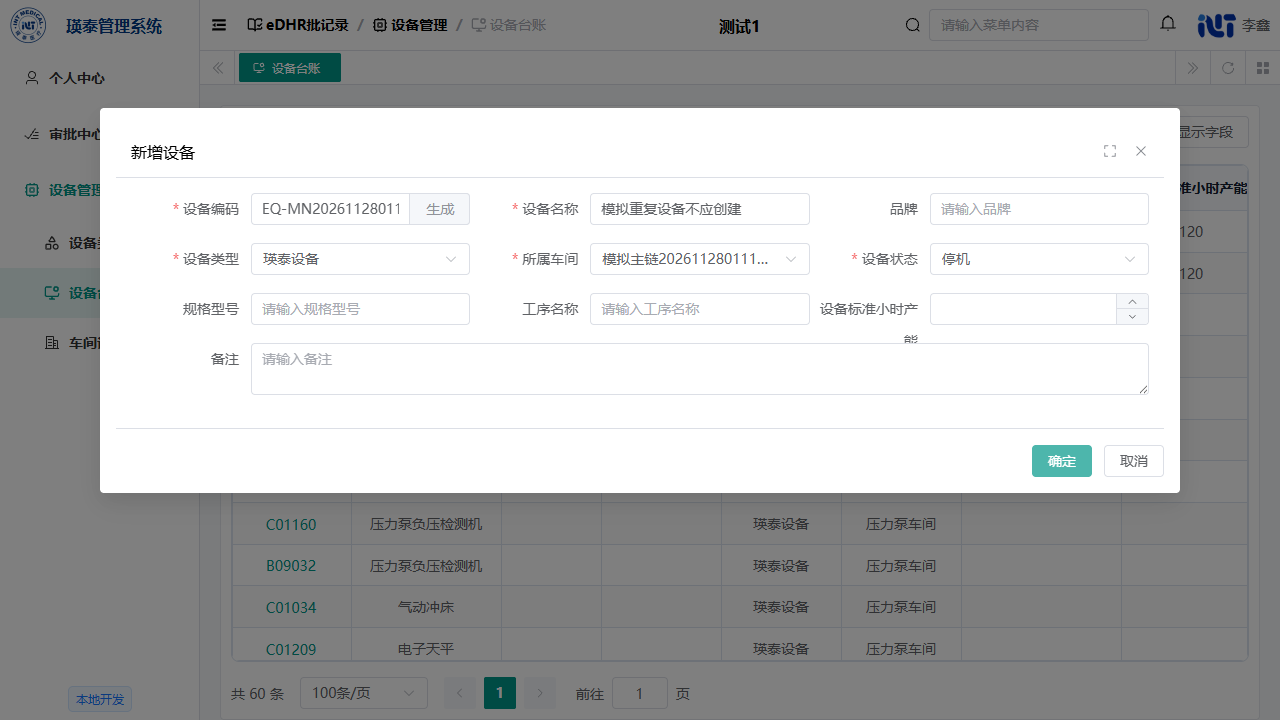 瑛泰管理系统
eDHR批记录 / 设备管理 / 设备台账
测试1
请输入菜单内容
李鑫
个人中心
设备台账
审批中心
显示字段
设备管理
准小时产能
新增设备
* 设备编码 EQ-MN20261128011 生成
* 设备名称 模拟重复设备不应创建
品牌 请输入品牌
* 设备类型 瑛泰设备
* 所属车间 模拟主链202611280111...
* 设备状态 停机
规格型号 请输入规格型号
工序名称 请输入工序名称
设备标准小时产能
备注 请输入备注
确定 取消
120
120
设备
设备
车间
C01160 压力泵负压检测机 瑛泰设备 压力泵车间
B09032 压力泵负压检测机 瑛泰设备 压力泵车间
C01034 气动冲床 瑛泰设备 压力泵车间
C01209 电子天平 瑛泰设备 压力泵车间
共 60 条 100条/页 1 前往 1 页
本地开发